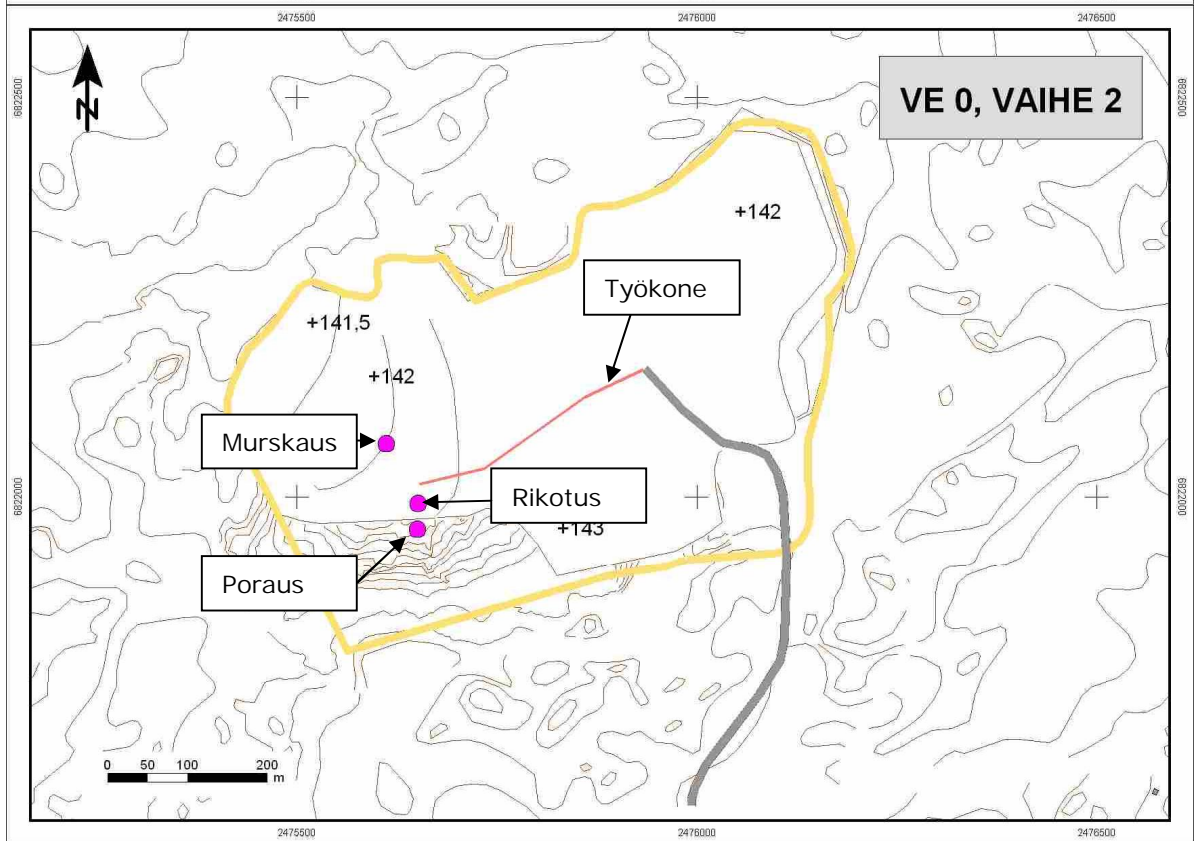 2475500 2476000 2476500
6822500 6822500
N
VE 0, VAIHE 2
+142
Työkone
+141,5
+142
Murskaus
Rikotus
6822000 6822000
+143
Poraus
0 50 100 200
m
2475500 2476000 2476500